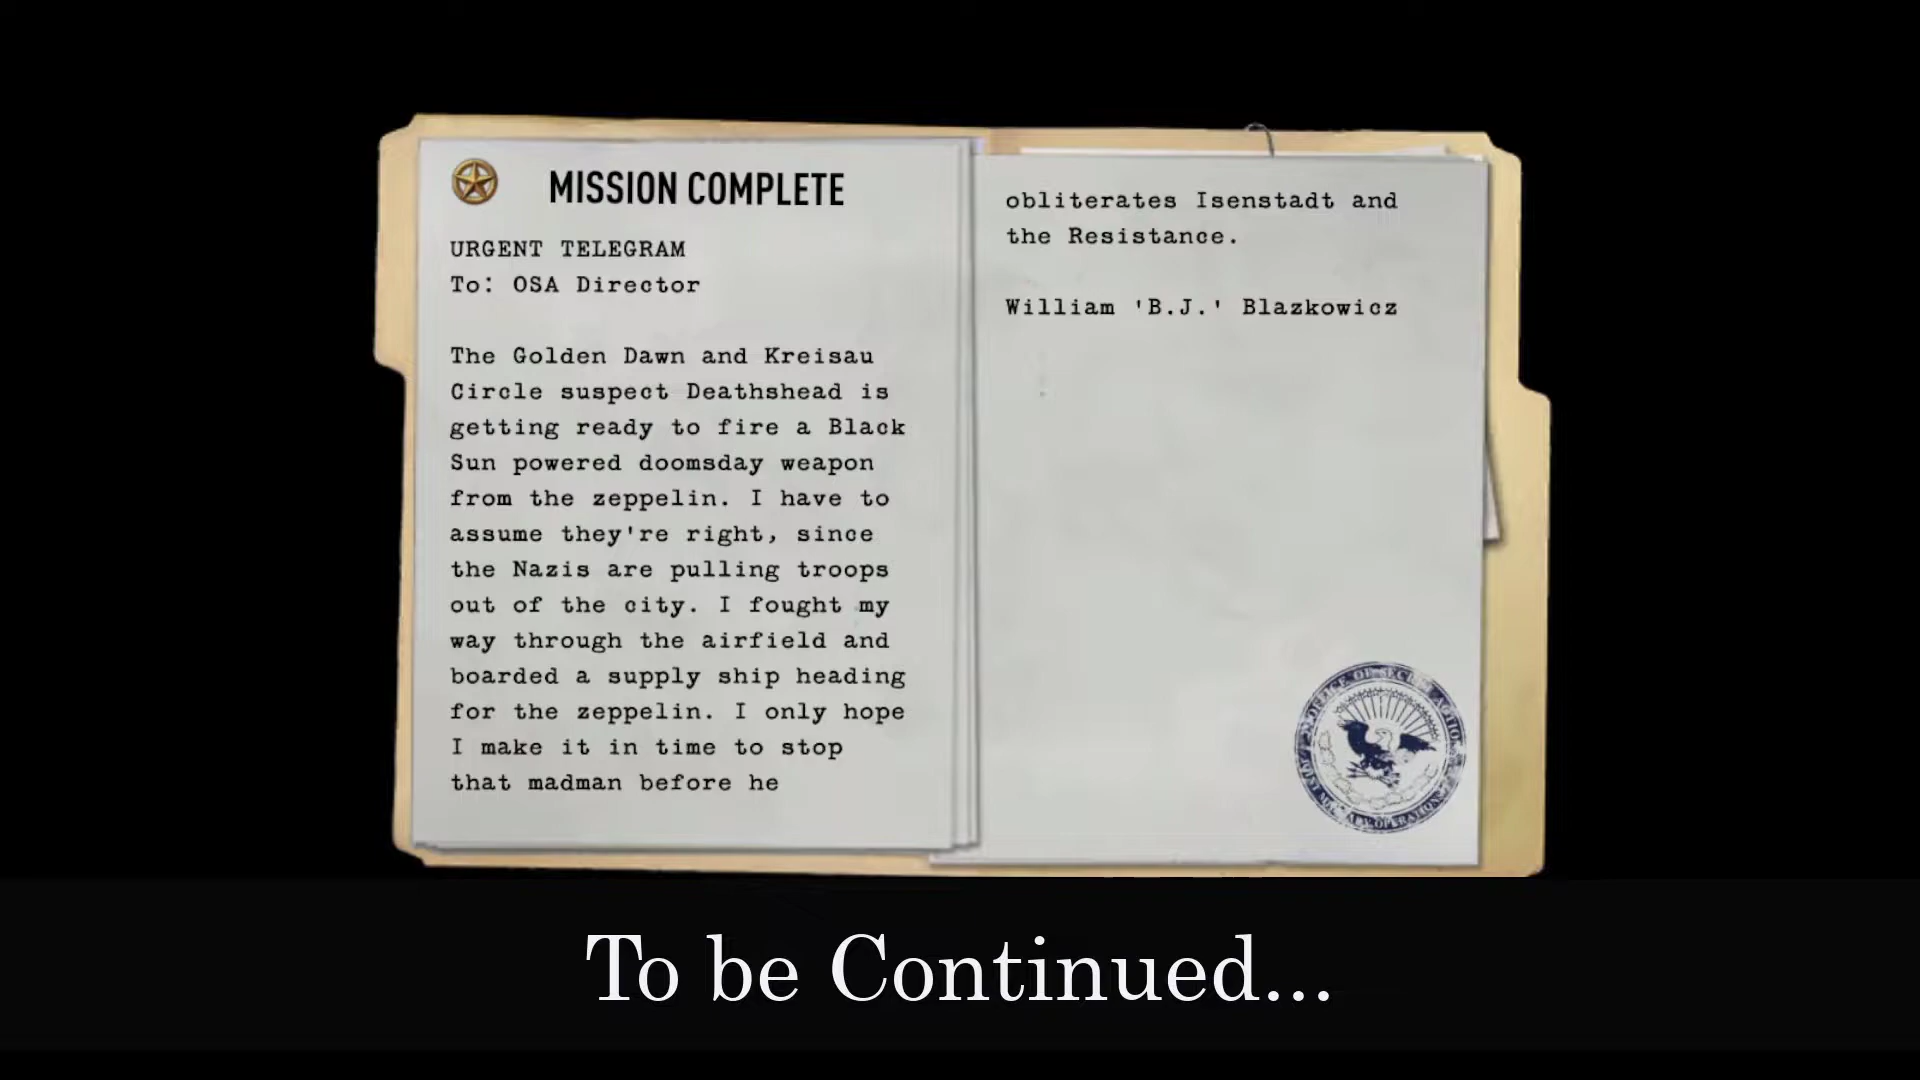 MISSION COMPLETE
URGENT TELEGRAM
To: OSA Director
The Golden Dawn and Kreisau
Circle suspect Deathshead is
getting ready to fire a Black
Sun powered doomsday weapon
from the zeppelin. I have to
assume they're right, since
the Nazis are pulling troops
out of the city. I fought my
way through the airfield and
boarded a supply ship heading
for the zeppelin. I only hope
I make it in time to stop
that madman before he
obliterates Isenstadt and
the Resistance.
William 'B.J.' Blazkowicz
OFFICE OF SECRET ACTIONS
To be Continued...